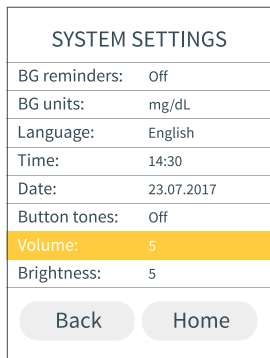 SYSTEM SETTINGS
BG reminders: Off
BG units: mg/dL
Language: English
Time: 14:30
Date: 23.07.2017
Button tones: Off
Volume: 5
Brightness: 5
Back Home